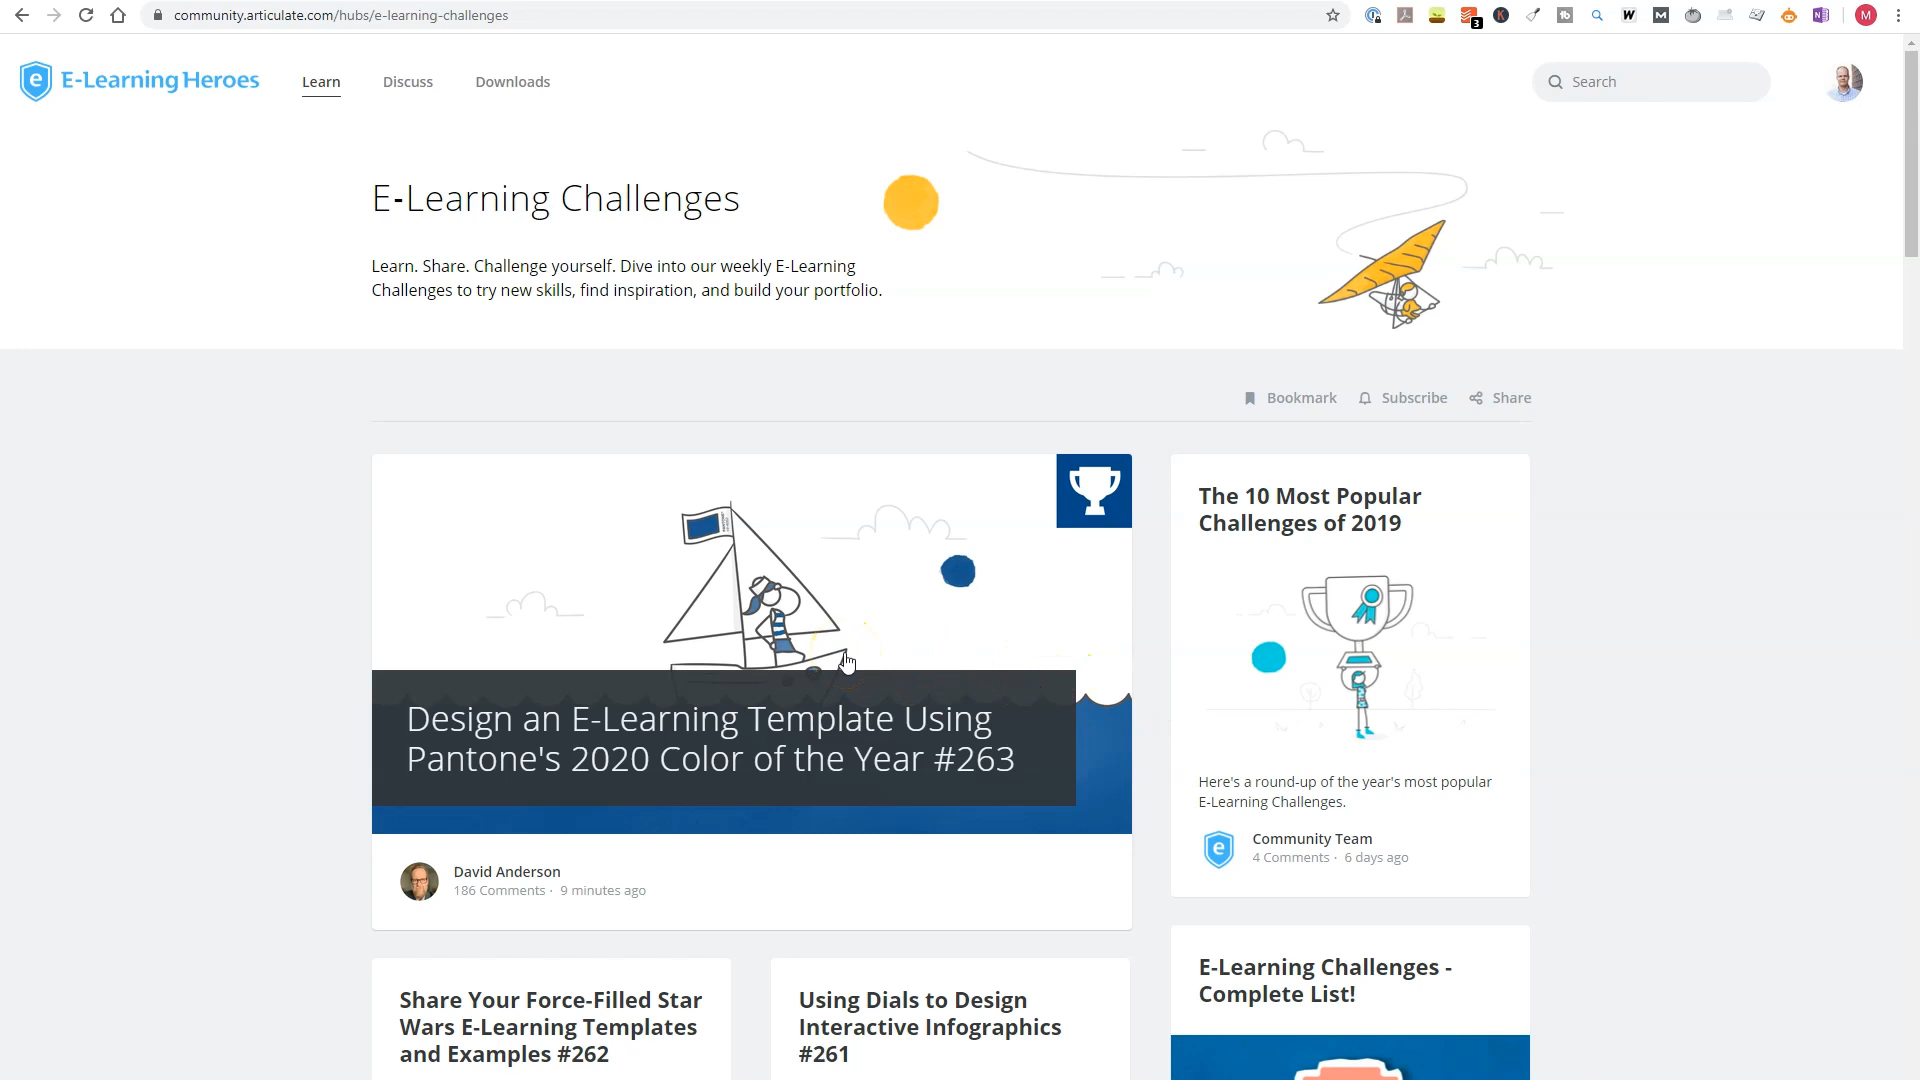 community.articulate.com/hubs/e-learning-challenges
3
K
tb
W
M
N
M
e
E-Learning Heroes
Learn
Discuss
Downloads
Search
E-Learning Challenges
Learn. Share. Challenge yourself. Dive into our weekly E-Learning
Challenges to try new skills, find inspiration, and build your portfolio.
Bookmark
Subscribe
Share
Design an E-Learning Template Using
Pantone's 2020 Color of the Year #263
David Anderson
186 Comments · 9 minutes ago
The 10 Most Popular
Challenges of 2019
Here's a round-up of the year's most popular
E-Learning Challenges.
e
Community Team
4 Comments · 6 days ago
Share Your Force-Filled Star
Wars E-Learning Templates
and Examples #262
Using Dials to Design
Interactive Infographics
#261
E-Learning Challenges -
Complete List!